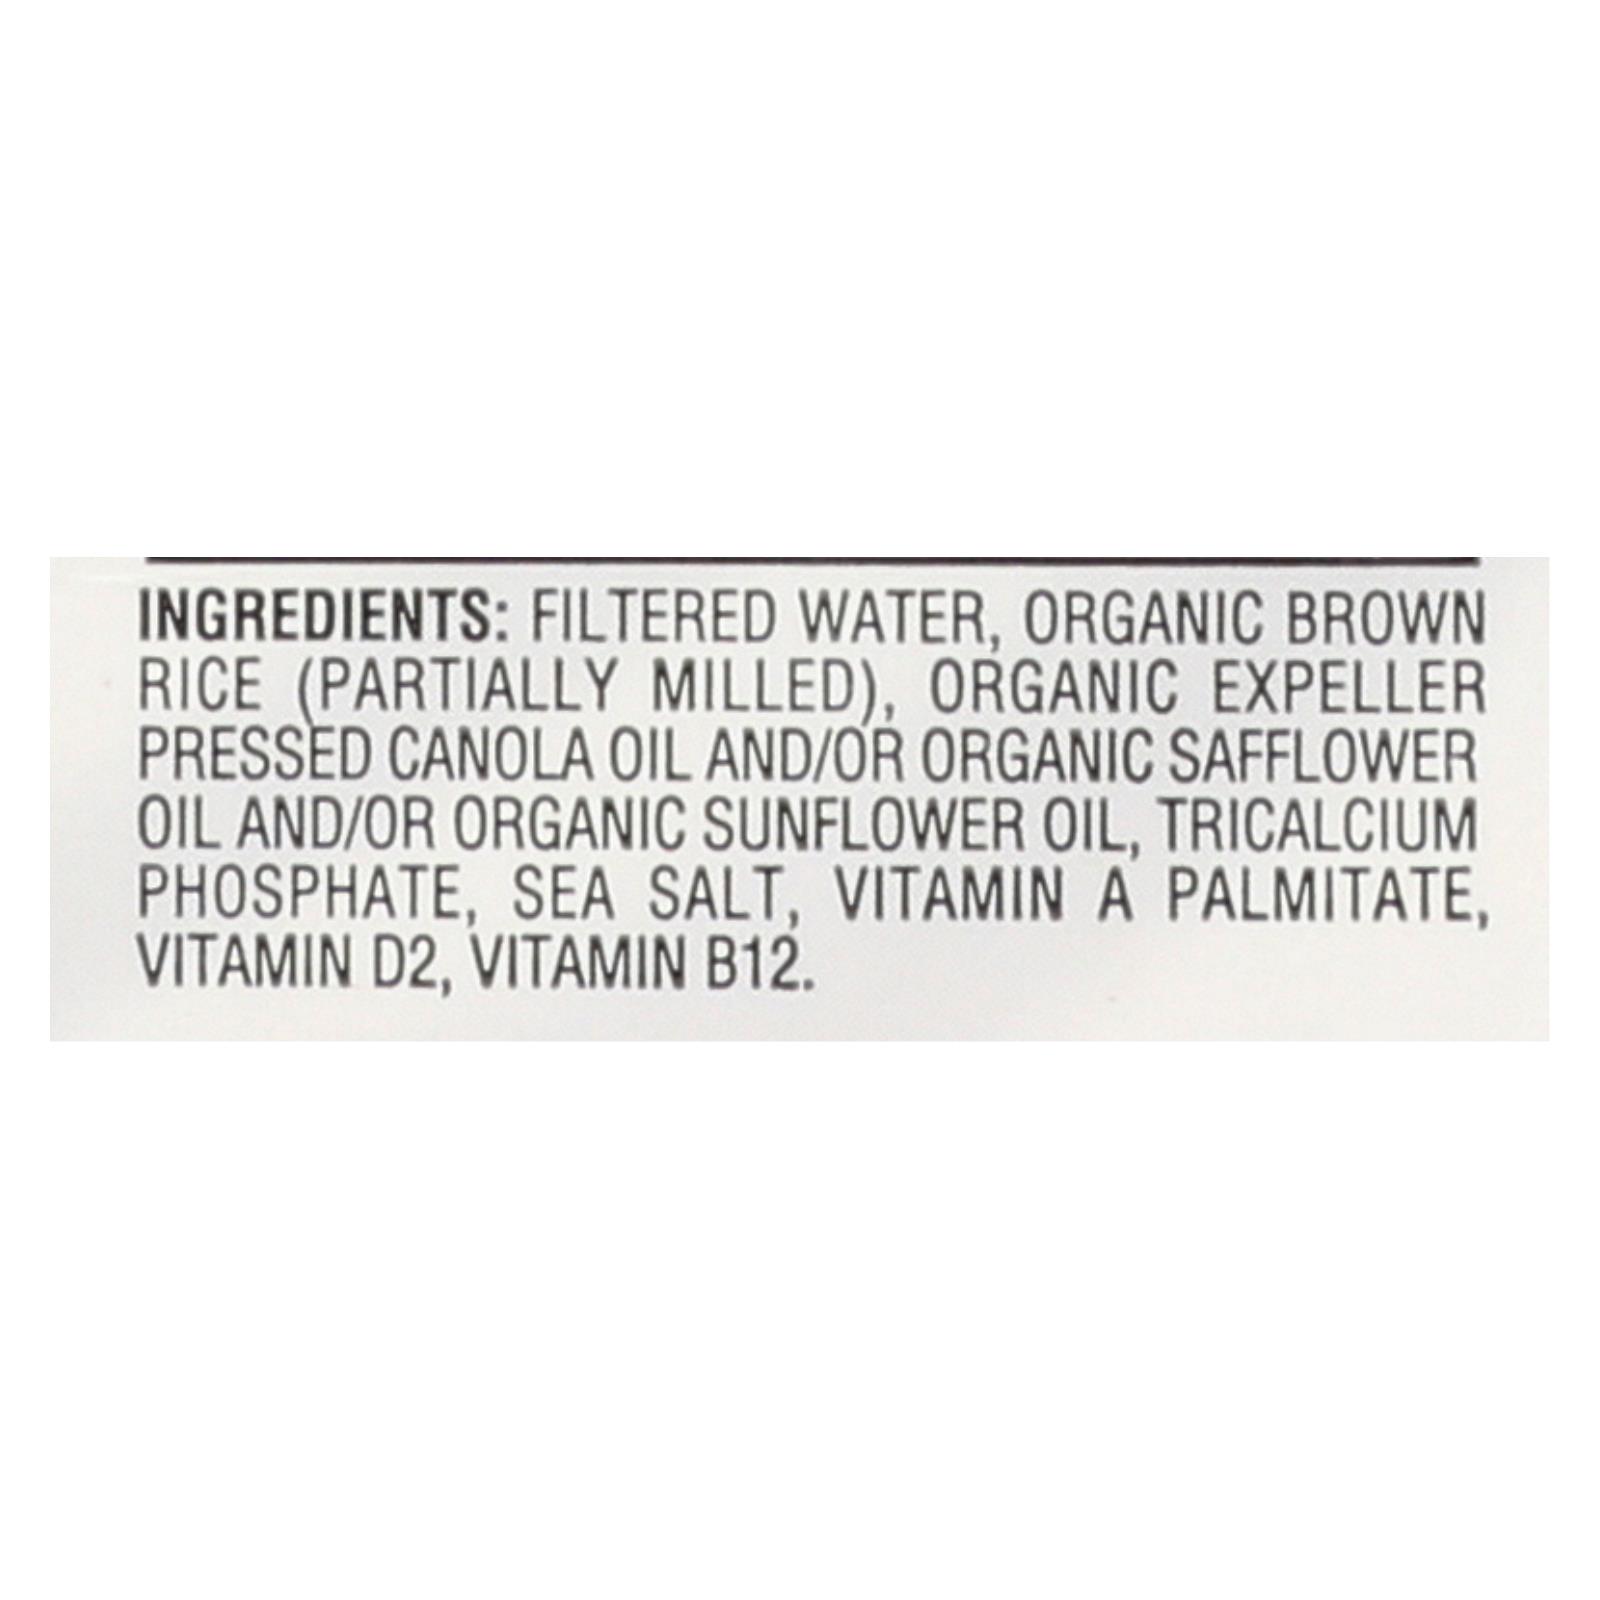 INGREDIENTS: FILTERED WATER, ORGANIC BROWN
RICE (PARTIALLY MILLED), ORGANIC EXPELLER
PRESSED CANOLA OIL AND/OR ORGANIC SAFFLOWER
OIL AND/OR ORGANIC SUNFLOWER OIL, TRICALCIUM
PHOSPHATE, SEA SALT, VITAMIN A PALMITATE,
VITAMIN D2, VITAMIN B12.